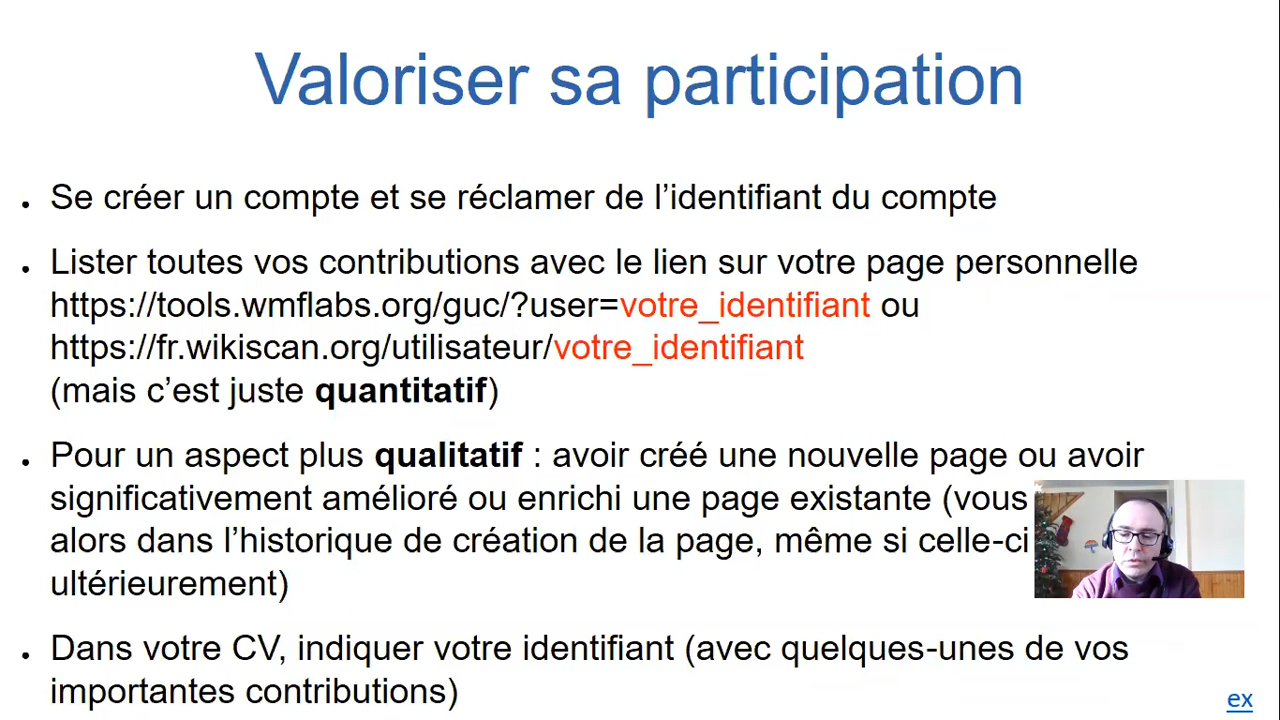 Valoriser sa participation
• Se créer un compte et se réclamer de l’identifiant du compte
• Lister toutes vos contributions avec le lien sur votre page personnelle
https://tools.wmflabs.org/guc/?user=votre_identifiant ou
https://fr.wikiscan.org/utilisateur/votre_identifiant
(mais c’est juste quantitatif)
• Pour un aspect plus qualitatif : avoir créé une nouvelle page ou avoir
significativement amélioré ou enrichi une page existante (vous
alors dans l’historique de création de la page, même si celle-ci
ultérieurement)
• Dans votre CV, indiquer votre identifiant (avec quelques-unes de vos
importantes contributions)
ex